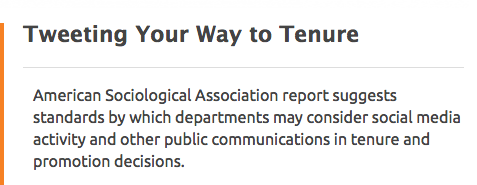 Tweeting Your Way to Tenure
American Sociological Association report suggests
standards by which departments may consider social media
activity and other public communications in tenure and
promotion decisions.